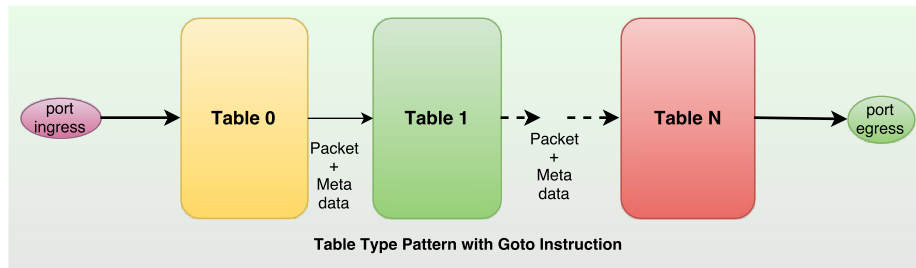 port
ingress
Table 0
Packet
+
Meta
data
Table 1
Packet
+
Meta
data
Table N
port
egress
Table Type Pattern with Goto Instruction